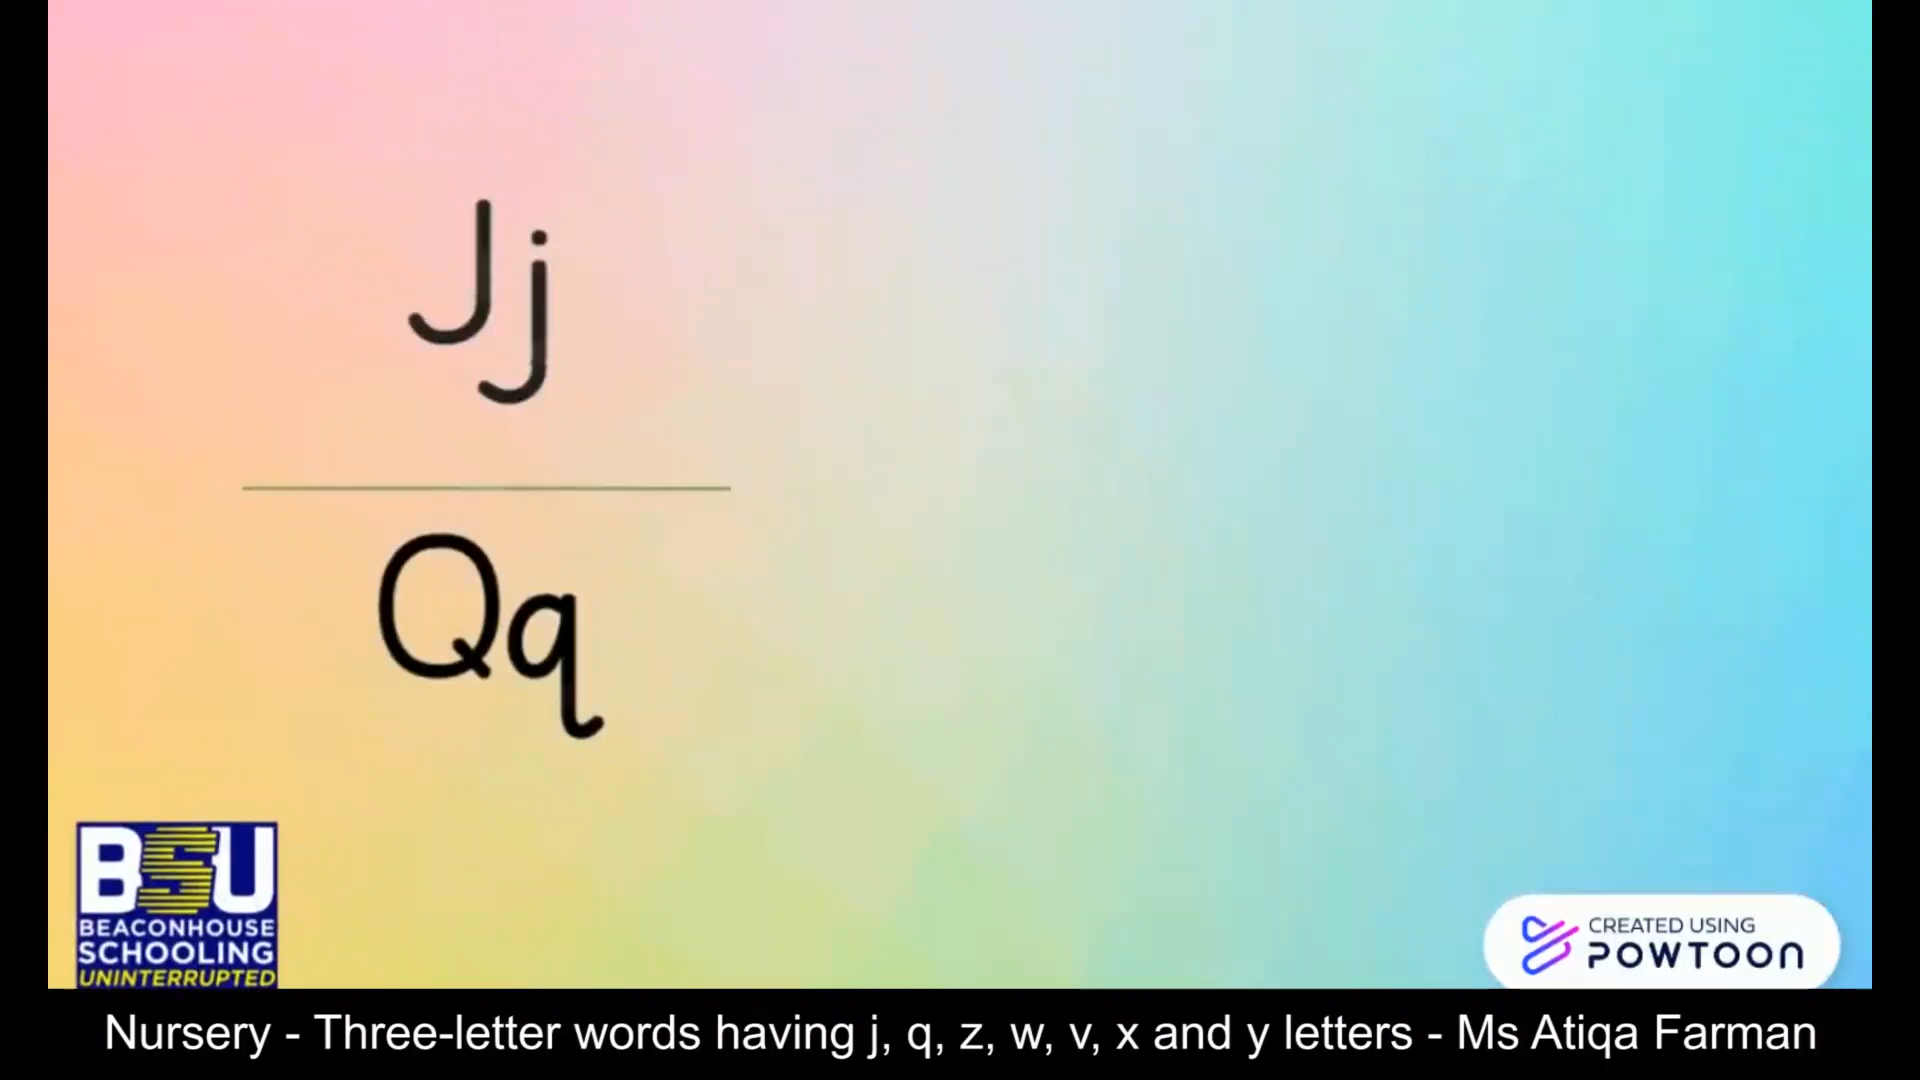 Jj
Qq
BSU
BEACONHOUSE
SCHOOLING
UNINTERRUPTED
CREATED USING
POWTOON
Nursery - Three-letter words having j, q, z, w, v, x and y letters - Ms Atiqa Farman